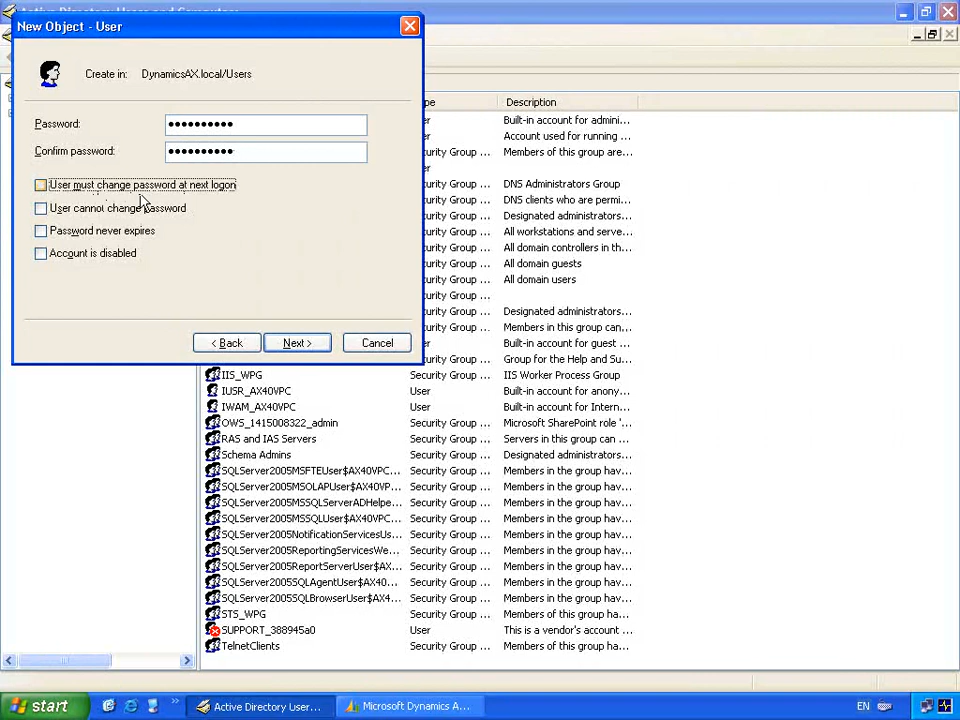 New Object - User
Create in: DynamicsAX.local/Users
Password: ••••••••••
Confirm password: ••••••••••
User must change password at next logon
User cannot change password
Password never expires
Account is disabled
< Back
Next >
Cancel
Description
Built-in account for admini...
Account used for running ...
Security Group ... Members of this group are...
DNS Administrators Group
DNS clients who are permi...
Designated administrators...
All workstations and serve...
All domain controllers in th...
All domain guests
All domain users
Designated administrators...
Members in this group can...
Built-in account for guest ...
Group for the Help and Su...
IIS_WPG Security Group ... IIS Worker Process Group
IUSR_AX40VPC User Built-in account for anony...
IWAM_AX40VPC User Built-in account for Intern...
OWS_1415008322_admin Security Group ... Microsoft SharePoint role '...
RAS and IAS Servers Security Group ... Servers in this group can ...
Schema Admins Security Group ... Designated administrators...
SQLServer2005MSFTEUser$AX40VPC... Security Group ... Members in the group hav...
SQLServer2005MSOLAPUser$AX40VPC... Security Group ... Members in the group hav...
SQLServer2005MSSQLServerADHelpe... Security Group ... Members in the group hav...
SQLServer2005MSSQLUser$AX40VPC... Security Group ... Members in the group hav...
SQLServer2005NotificationServicesUs... Security Group ... Members in the group hav...
SQLServer2005ReportingServicesWe... Security Group ... Members in the group hav...
SQLServer2005ReportServerUser$AX... Security Group ... Members in the group hav...
SQLServer2005SQLAgentUser$AX40... Security Group ... Members in the group hav...
SQLServer2005SQLBrowserUser$AX4... Security Group ... Members in the group hav...
STS_WPG Security Group ... Members of this group hav...
SUPPORT_388945a0 User This is a vendor's account ...
TelnetClients Security Group ... Members of this group hav...
start
Active Directory User...
Microsoft Dynamics A...
EN